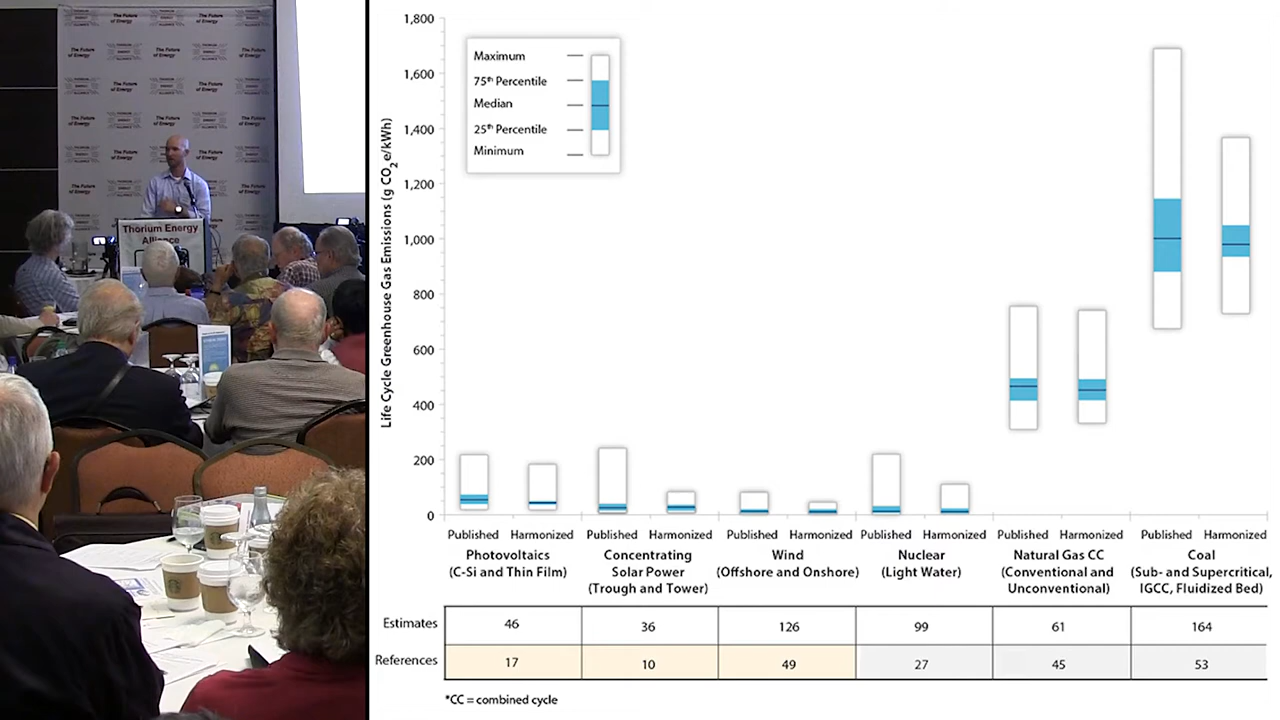 The Future
of Energy
THORIUM
ENERGY
ALLIANCE
Thorium Energy
Alliance
1,800
1,600
1,400
1,200
1,000
800
600
400
200
0
Life Cycle Greenhouse Gas Emissions (g CO2e/kWh)
Maximum
75th Percentile
Median
25th Percentile
Minimum
Published Harmonized Published Harmonized Published Harmonized Published Harmonized Published Harmonized Published Harmonized
Photovoltaics
(C-Si and Thin Film)
Concentrating
Solar Power
(Trough and Tower)
Wind
(Offshore and Onshore)
Nuclear
(Light Water)
Natural Gas CC
(Conventional and
Unconventional)
Coal
(Sub- and Supercritical,
IGCC, Fluidized Bed)
Estimates 46 36 126 99 61 164
References 17 10 49 27 45 53
*CC = combined cycle